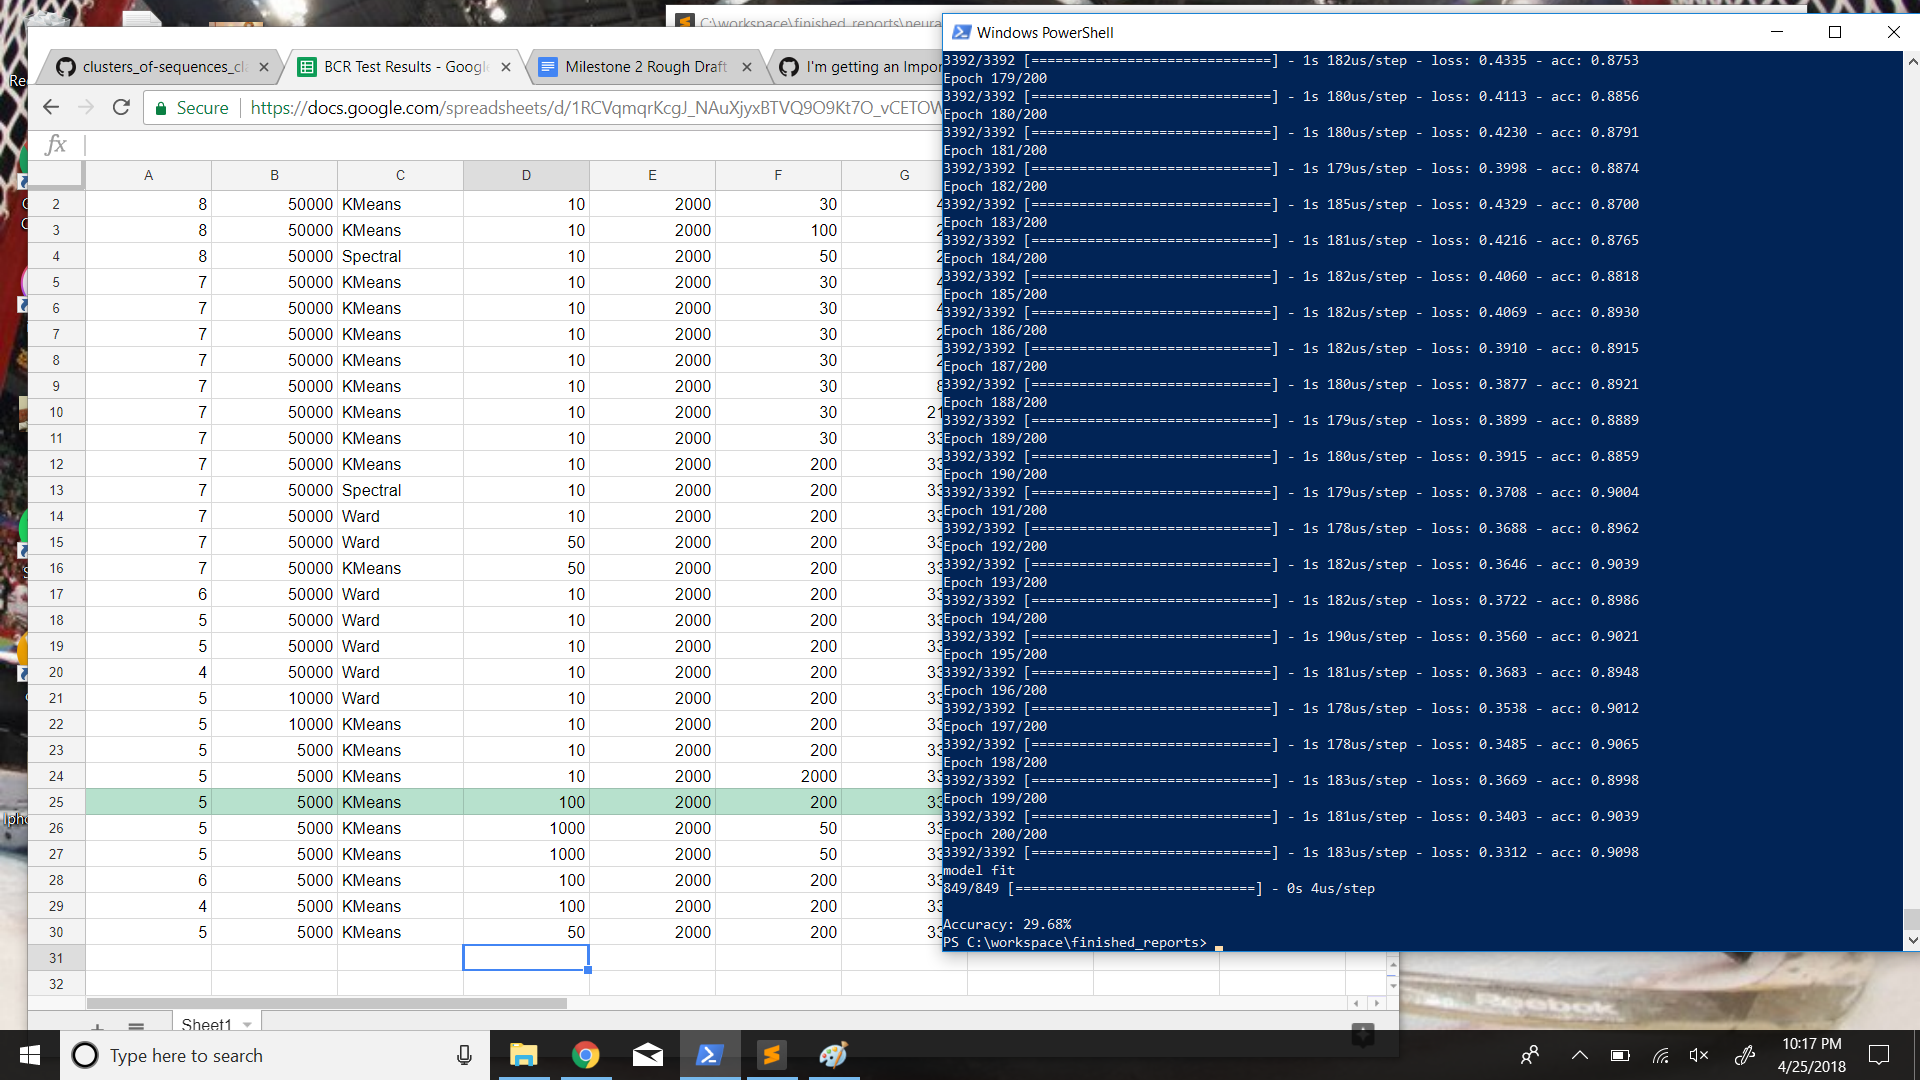 C:\workspace\finished_reports\neura
clusters_of-sequences_cl
BCR Test Results - Google
Milestone 2 Rough Draft
I'm getting an Impor
Secure
https://docs.google.com/spreadsheets/d/1RCVqmqrKcgJ_NAuXjyxBTVQ9O9Kt7O_vCETOW
fx
A B C D E F G
2 8 50000 KMeans 10 2000 30
3 8 50000 KMeans 10 2000 100
4 8 50000 Spectral 10 2000 50
5 7 50000 KMeans 10 2000 30
6 7 50000 KMeans 10 2000 30
7 7 50000 KMeans 10 2000 30
8 7 50000 KMeans 10 2000 30
9 7 50000 KMeans 10 2000 30
10 7 50000 KMeans 10 2000 30 21
11 7 50000 KMeans 10 2000 30 33
12 7 50000 KMeans 10 2000 200 33
13 7 50000 Spectral 10 2000 200 33
14 7 50000 Ward 10 2000 200 33
15 7 50000 Ward 50 2000 200 33
16 7 50000 KMeans 50 2000 200 33
17 6 50000 Ward 10 2000 200 33
18 5 50000 Ward 10 2000 200 33
19 5 50000 Ward 10 2000 200 33
20 4 50000 Ward 10 2000 200 33
21 5 10000 Ward 10 2000 200 33
22 5 10000 KMeans 10 2000 200 33
23 5 5000 KMeans 10 2000 200 33
24 5 5000 KMeans 10 2000 2000 33
25 5 5000 KMeans 100 2000 200 33
26 5 5000 KMeans 1000 2000 50 33
27 5 5000 KMeans 1000 2000 50 33
28 6 5000 KMeans 100 2000 200 33
29 4 5000 KMeans 100 2000 200 33
30 5 5000 KMeans 50 2000 200 33
31
32
Sheet1
Windows PowerShell
3392/3392 [==============================] - 1s 182us/step - loss: 0.4335 - acc: 0.8753
Epoch 179/200
3392/3392 [==============================] - 1s 180us/step - loss: 0.4113 - acc: 0.8856
Epoch 180/200
3392/3392 [==============================] - 1s 180us/step - loss: 0.4230 - acc: 0.8791
Epoch 181/200
3392/3392 [==============================] - 1s 179us/step - loss: 0.3998 - acc: 0.8874
Epoch 182/200
3392/3392 [==============================] - 1s 185us/step - loss: 0.4329 - acc: 0.8700
Epoch 183/200
3392/3392 [==============================] - 1s 181us/step - loss: 0.4216 - acc: 0.8765
Epoch 184/200
3392/3392 [==============================] - 1s 182us/step - loss: 0.4060 - acc: 0.8818
Epoch 185/200
3392/3392 [==============================] - 1s 182us/step - loss: 0.4069 - acc: 0.8930
Epoch 186/200
3392/3392 [==============================] - 1s 182us/step - loss: 0.3910 - acc: 0.8915
Epoch 187/200
3392/3392 [==============================] - 1s 180us/step - loss: 0.3877 - acc: 0.8921
Epoch 188/200
3392/3392 [==============================] - 1s 179us/step - loss: 0.3899 - acc: 0.8889
Epoch 189/200
3392/3392 [==============================] - 1s 180us/step - loss: 0.3915 - acc: 0.8859
Epoch 190/200
3392/3392 [==============================] - 1s 179us/step - loss: 0.3708 - acc: 0.9004
Epoch 191/200
3392/3392 [==============================] - 1s 178us/step - loss: 0.3688 - acc: 0.8962
Epoch 192/200
3392/3392 [==============================] - 1s 182us/step - loss: 0.3646 - acc: 0.9039
Epoch 193/200
3392/3392 [==============================] - 1s 182us/step - loss: 0.3722 - acc: 0.8986
Epoch 194/200
3392/3392 [==============================] - 1s 190us/step - loss: 0.3560 - acc: 0.9021
Epoch 195/200
3392/3392 [==============================] - 1s 181us/step - loss: 0.3683 - acc: 0.8948
Epoch 196/200
3392/3392 [==============================] - 1s 178us/step - loss: 0.3538 - acc: 0.9012
Epoch 197/200
3392/3392 [==============================] - 1s 178us/step - loss: 0.3485 - acc: 0.9065
Epoch 198/200
3392/3392 [==============================] - 1s 183us/step - loss: 0.3669 - acc: 0.8998
Epoch 199/200
3392/3392 [==============================] - 1s 181us/step - loss: 0.3403 - acc: 0.9039
Epoch 200/200
3392/3392 [==============================] - 1s 183us/step - loss: 0.3312 - acc: 0.9098
model fit
849/849 [==============================] - 0s 4us/step
Accuracy: 29.68%
PS C:\workspace\finished_reports>
Reebok
Type here to search
10:17 PM
4/25/2018